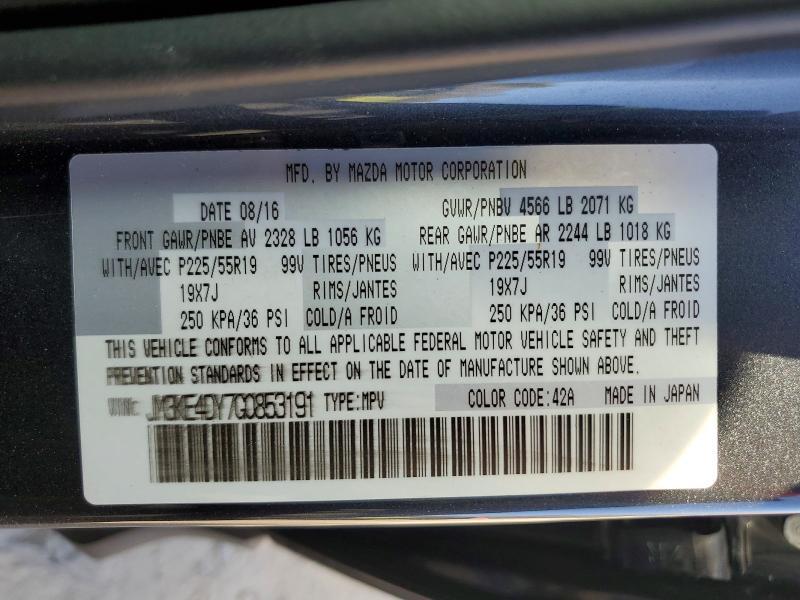 MFD. BY MAZDA MOTOR CORPORATION
DATE 08/16 GVWR/PNBV 4566 LB 2071 KG
FRONT GAWR/PNBE AV 2328 LB 1056 KG REAR GAWR/PNBE AR 2244 LB 1018 KG
WITH/AVEC P225/55R19 99V TIRES/PNEUS WITH/AVEC P225/55R19 99V TIRES/PNEUS
19X7J RIMS/JANTES 19X7J RIMS/JANTES
250 KPA/36 PSI COLD/A FROID 250 KPA/36 PSI COLD/A FROID
THIS VEHICLE CONFORMS TO ALL APPLICABLE FEDERAL MOTOR VEHICLE SAFETY AND THEFT
PREVENTION STANDARDS IN EFFECT ON THE DATE OF MANUFACTURE SHOWN ABOVE.
VIN: JM3KE4DY7G0853191 TYPE:MPV COLOR CODE:42A MADE IN JAPAN